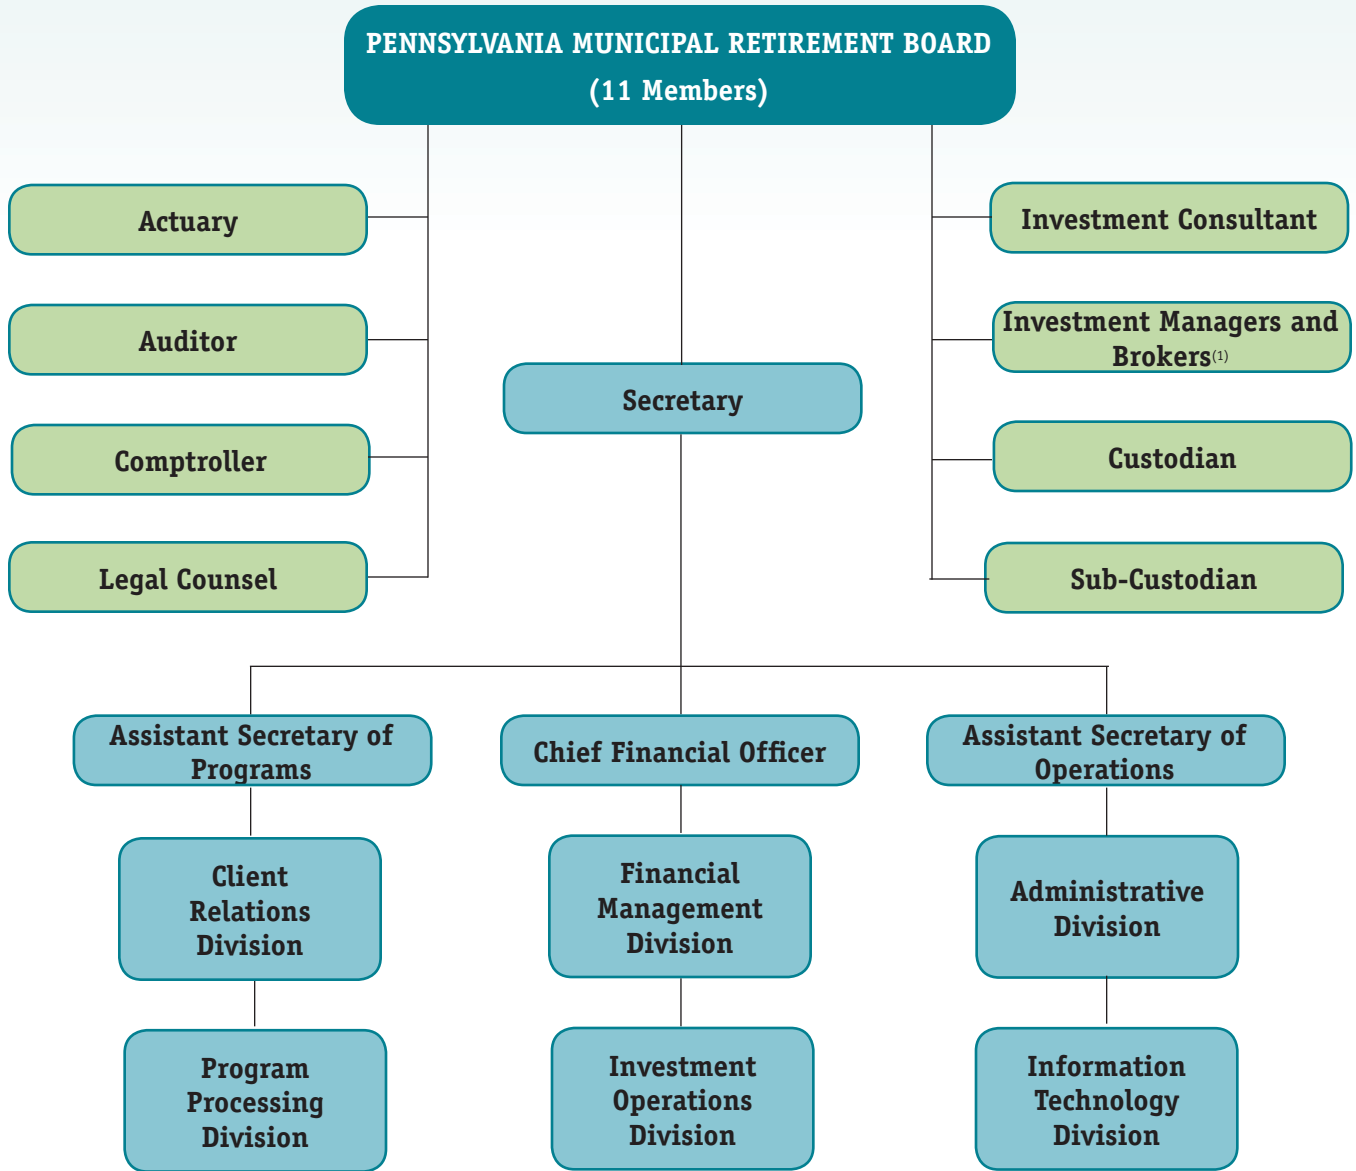 PENNSYLVANIA MUNICIPAL RETIREMENT BOARD
(11 Members)
Actuary
Auditor
Comptroller
Legal Counsel
Investment Consultant
Investment Managers and
Brokers(1)
Custodian
Sub-Custodian
Secretary
Assistant Secretary of
Programs
Chief Financial Officer
Assistant Secretary of
Operations
Client
Relations
Division
Financial
Management
Division
Administrative
Division
Program
Processing
Division
Investment
Operations
Division
Information
Technology
Division